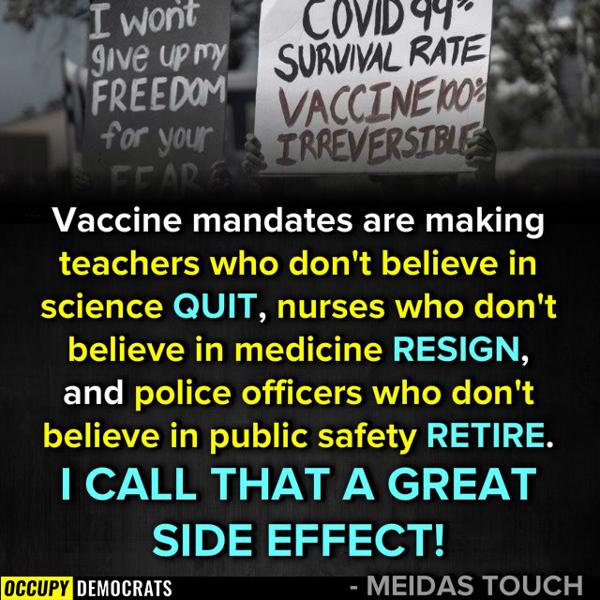 I won't
give up my
FREEDOM
for your
FEAR
COVID 99%
SURVIVAL RATE
VACCINE 100%
IRREVERSIBLE
Vaccine mandates are making
teachers who don't believe in
science QUIT, nurses who don't
believe in medicine RESIGN,
and police officers who don't
believe in public safety RETIRE.
I CALL THAT A GREAT
SIDE EFFECT!
OCCUPY DEMOCRATS
- MEIDAS TOUCH